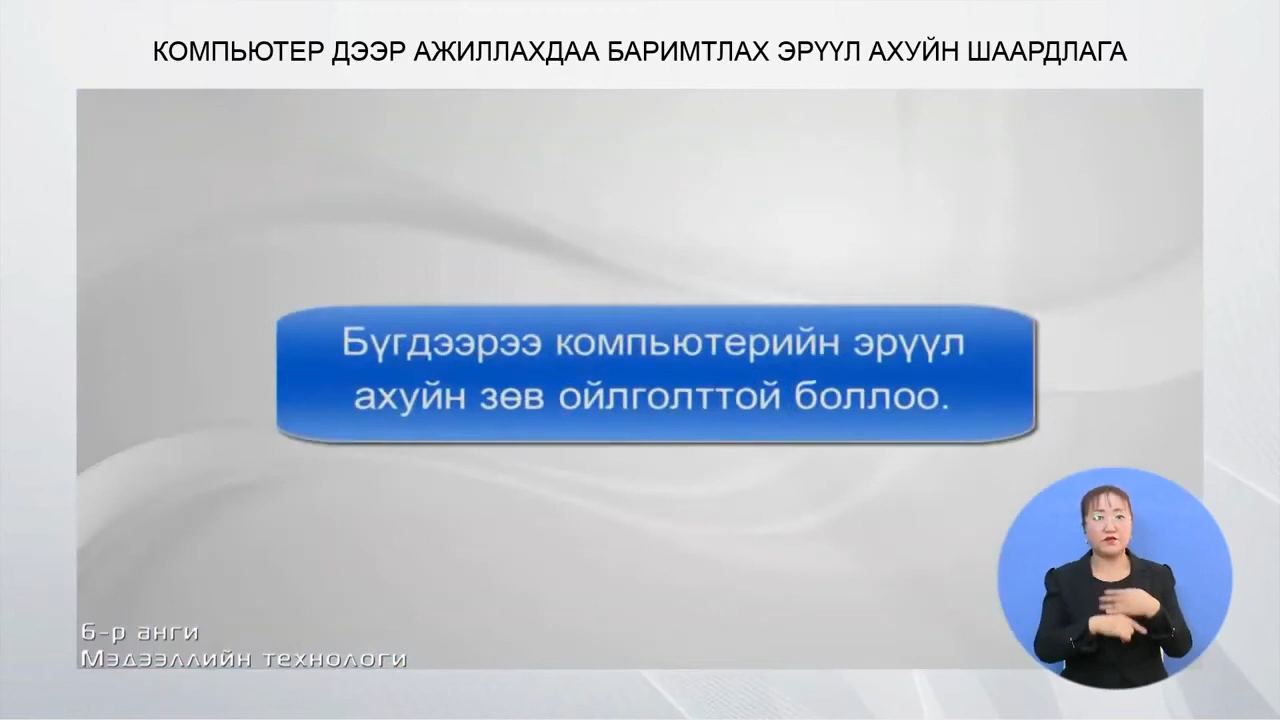 КОМПЬЮТЕР ДЭЭР АЖИЛЛАХДАА БАРИМТЛАХ ЭРҮҮЛ АХУЙН ШААРДЛАГА
Бүгдээрээ компьютерийн эрүүл
ахуйн зөв ойлголттой боллоо.
6-р анги
Мэдээллийн технологи